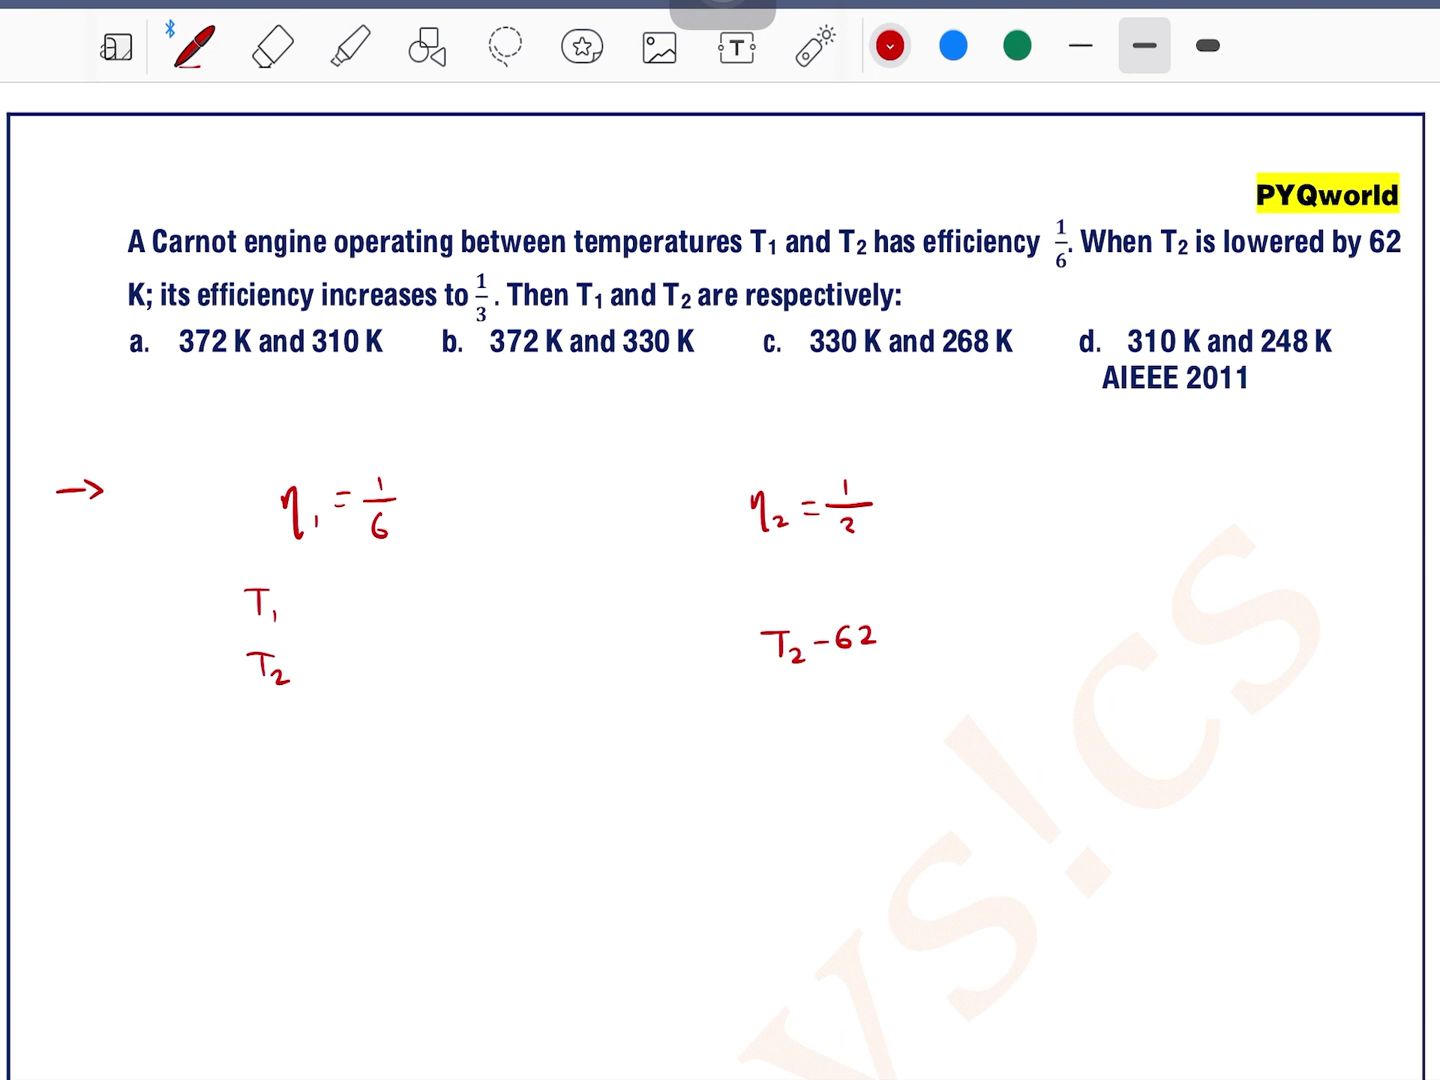 PYQworld
A Carnot engine operating between temperatures T₁ and T₂ has efficiency 1/6. When T₂ is lowered by 62
K; its efficiency increases to 1/3. Then T₁ and T₂ are respectively:
a. 372 K and 310 K b. 372 K and 330 K c. 330 K and 268 K d. 310 K and 248 K
AIEEE 2011
→ η₁ = 1/6 η₂ = 1/2
T₁
T₂ T₂ - 62
ys!cs